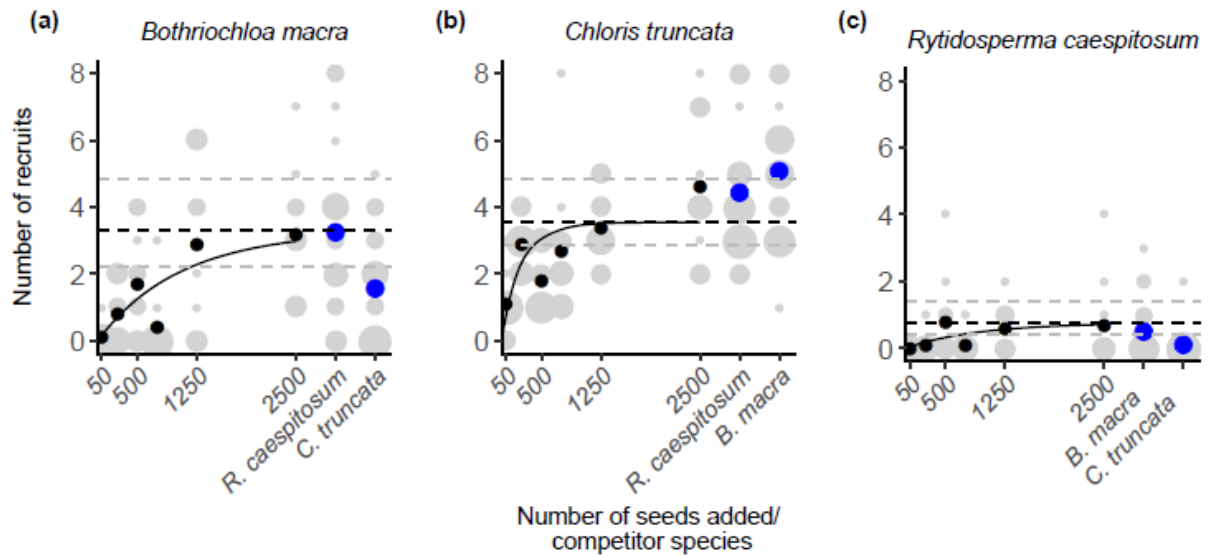 (a)
Bothriochloa macra
(b)
Chloris truncata
(c)
Rytidosperma caespitosum
Number of recruits
8
6
4
2
0
50
500
1250
2500
R. caespitosum
C. truncata
8
6
4
2
0
50
500
1250
2500
R. caespitosum
B. macra
8
6
4
2
0
50
500
1250
2500
B. macra
C. truncata
Number of seeds added/
competitor species